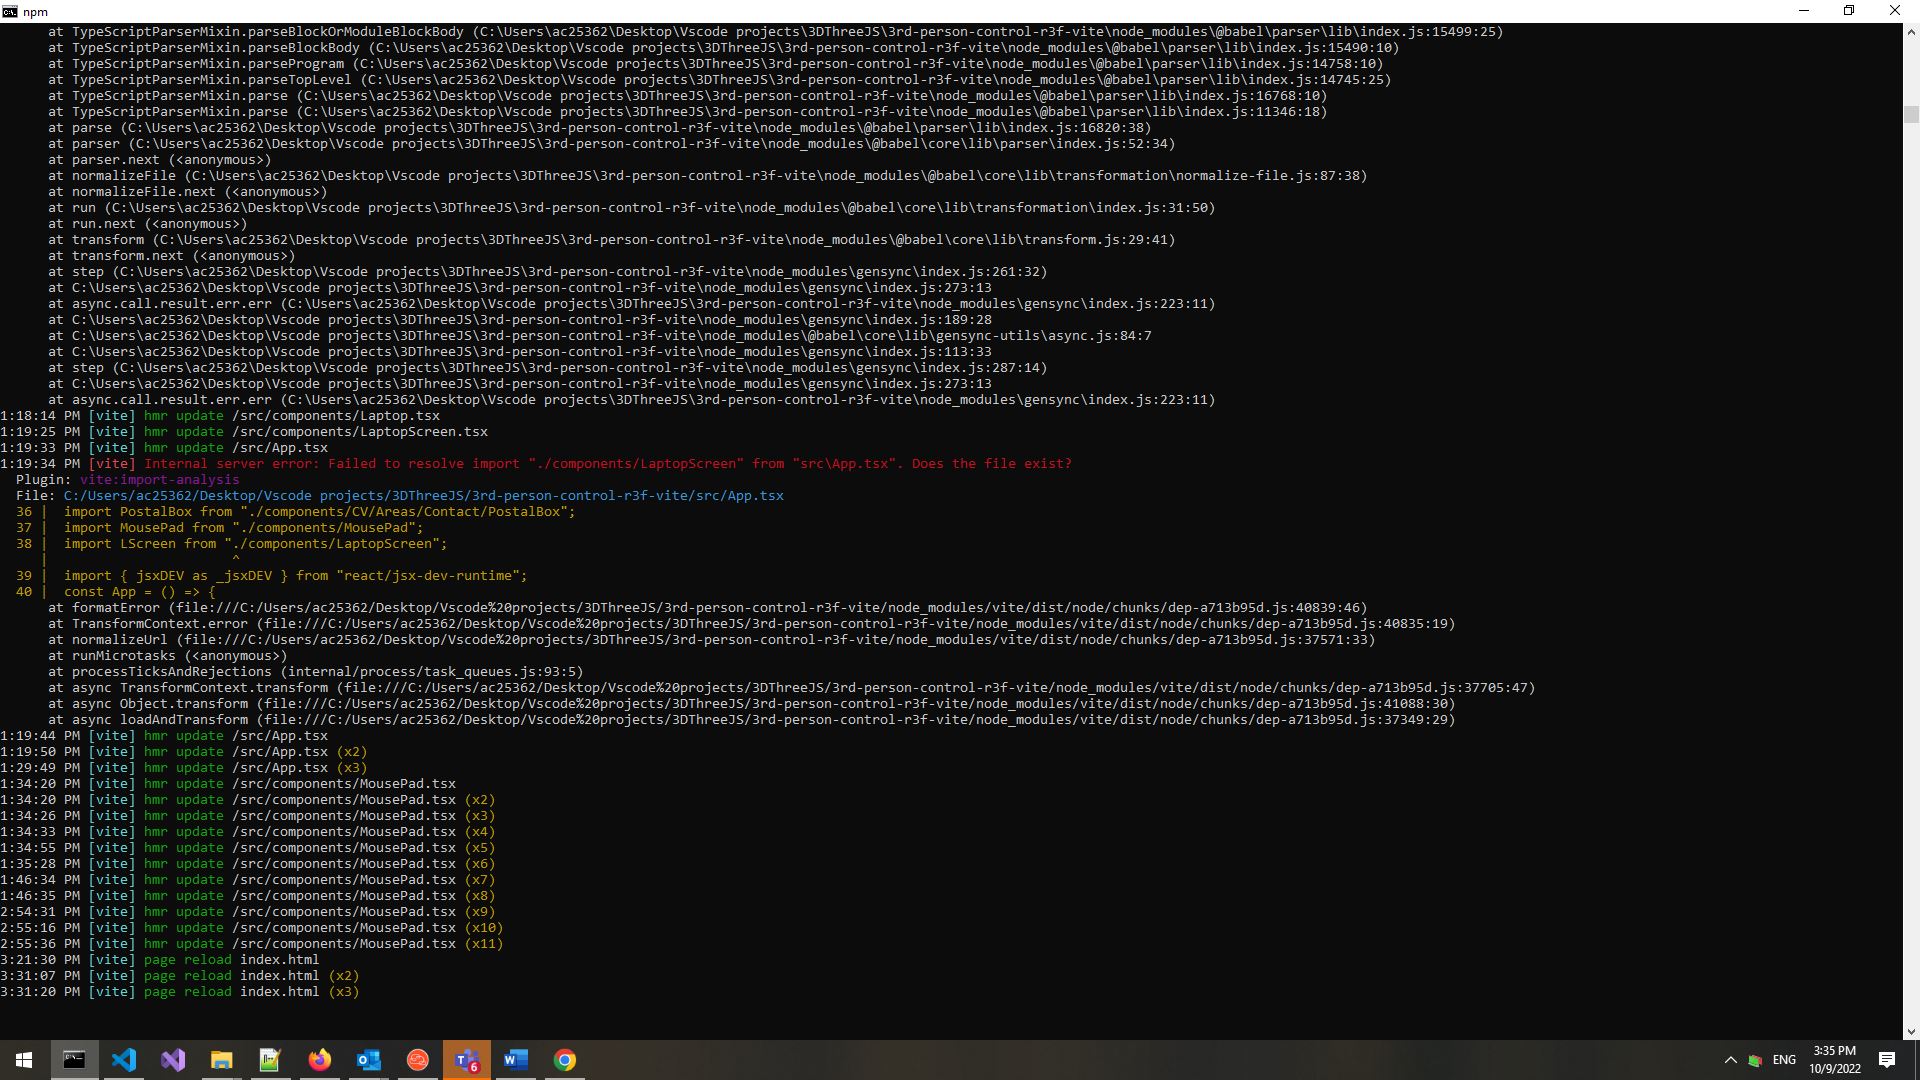 npm
at TypeScriptParserMixin.parseBlockOrModuleBlockBody (C:\Users\ac25362\Desktop\Vscode projects\3DThreeJS\3rd-person-control-r3f-vite\node_modules\@babel\parser\lib\index.js:15499:25)
at TypeScriptParserMixin.parseBlockBody (C:\Users\ac25362\Desktop\Vscode projects\3DThreeJS\3rd-person-control-r3f-vite\node_modules\@babel\parser\lib\index.js:15490:10)
at TypeScriptParserMixin.parseProgram (C:\Users\ac25362\Desktop\Vscode projects\3DThreeJS\3rd-person-control-r3f-vite\node_modules\@babel\parser\lib\index.js:14758:10)
at TypeScriptParserMixin.parseTopLevel (C:\Users\ac25362\Desktop\Vscode projects\3DThreeJS\3rd-person-control-r3f-vite\node_modules\@babel\parser\lib\index.js:14745:25)
at TypeScriptParserMixin.parse (C:\Users\ac25362\Desktop\Vscode projects\3DThreeJS\3rd-person-control-r3f-vite\node_modules\@babel\parser\lib\index.js:16768:10)
at TypeScriptParserMixin.parse (C:\Users\ac25362\Desktop\Vscode projects\3DThreeJS\3rd-person-control-r3f-vite\node_modules\@babel\parser\lib\index.js:11346:18)
at parse (C:\Users\ac25362\Desktop\Vscode projects\3DThreeJS\3rd-person-control-r3f-vite\node_modules\@babel\parser\lib\index.js:16820:38)
at parser (C:\Users\ac25362\Desktop\Vscode projects\3DThreeJS\3rd-person-control-r3f-vite\node_modules\@babel\core\lib\parser\index.js:52:34)
at parser.next (<anonymous>)
at normalizeFile (C:\Users\ac25362\Desktop\Vscode projects\3DThreeJS\3rd-person-control-r3f-vite\node_modules\@babel\core\lib\transformation\normalize-file.js:87:38)
at normalizeFile.next (<anonymous>)
at run (C:\Users\ac25362\Desktop\Vscode projects\3DThreeJS\3rd-person-control-r3f-vite\node_modules\@babel\core\lib\transformation\index.js:31:50)
at run.next (<anonymous>)
at transform (C:\Users\ac25362\Desktop\Vscode projects\3DThreeJS\3rd-person-control-r3f-vite\node_modules\@babel\core\lib\transform.js:29:41)
at transform.next (<anonymous>)
at step (C:\Users\ac25362\Desktop\Vscode projects\3DThreeJS\3rd-person-control-r3f-vite\node_modules\gensync\index.js:261:32)
at C:\Users\ac25362\Desktop\Vscode projects\3DThreeJS\3rd-person-control-r3f-vite\node_modules\gensync\index.js:273:13
at async.call.result.err.err (C:\Users\ac25362\Desktop\Vscode projects\3DThreeJS\3rd-person-control-r3f-vite\node_modules\gensync\index.js:223:11)
at C:\Users\ac25362\Desktop\Vscode projects\3DThreeJS\3rd-person-control-r3f-vite\node_modules\gensync\index.js:189:28
at C:\Users\ac25362\Desktop\Vscode projects\3DThreeJS\3rd-person-control-r3f-vite\node_modules\@babel\core\lib\gensync-utils\async.js:84:7
at C:\Users\ac25362\Desktop\Vscode projects\3DThreeJS\3rd-person-control-r3f-vite\node_modules\gensync\index.js:113:33
at step (C:\Users\ac25362\Desktop\Vscode projects\3DThreeJS\3rd-person-control-r3f-vite\node_modules\gensync\index.js:287:14)
at C:\Users\ac25362\Desktop\Vscode projects\3DThreeJS\3rd-person-control-r3f-vite\node_modules\gensync\index.js:273:13
at async.call.result.err.err (C:\Users\ac25362\Desktop\Vscode projects\3DThreeJS\3rd-person-control-r3f-vite\node_modules\gensync\index.js:223:11)
1:18:14 PM [vite] hmr update /src/components/Laptop.tsx
1:19:25 PM [vite] hmr update /src/components/LaptopScreen.tsx
1:19:33 PM [vite] hmr update /src/App.tsx
1:19:34 PM [vite] Internal server error: Failed to resolve import "./components/LaptopScreen" from "src\App.tsx". Does the file exist?
Plugin: vite:import-analysis
File: C:/Users/ac25362/Desktop/Vscode projects/3DThreeJS/3rd-person-control-r3f-vite/src/App.tsx
36 |  import PostalBox from "./components/CV/Areas/Contact/PostalBox";
37 |  import MousePad from "./components/MousePad";
38 |  import LScreen from "./components/LaptopScreen";
|                       ^
39 |  import { jsxDEV as _jsxDEV } from "react/jsx-dev-runtime";
40 |  const App = () => {
at formatError (file:///C:/Users/ac25362/Desktop/Vscode%20projects/3DThreeJS/3rd-person-control-r3f-vite/node_modules/vite/dist/node/chunks/dep-a713b95d.js:40839:46)
at TransformContext.error (file:///C:/Users/ac25362/Desktop/Vscode%20projects/3DThreeJS/3rd-person-control-r3f-vite/node_modules/vite/dist/node/chunks/dep-a713b95d.js:40835:19)
at normalizeUrl (file:///C:/Users/ac25362/Desktop/Vscode%20projects/3DThreeJS/3rd-person-control-r3f-vite/node_modules/vite/dist/node/chunks/dep-a713b95d.js:37571:33)
at runMicrotasks (<anonymous>)
at processTicksAndRejections (internal/process/task_queues.js:93:5)
at async TransformContext.transform (file:///C:/Users/ac25362/Desktop/Vscode%20projects/3DThreeJS/3rd-person-control-r3f-vite/node_modules/vite/dist/node/chunks/dep-a713b95d.js:37705:47)
at async Object.transform (file:///C:/Users/ac25362/Desktop/Vscode%20projects/3DThreeJS/3rd-person-control-r3f-vite/node_modules/vite/dist/node/chunks/dep-a713b95d.js:41088:30)
at async loadAndTransform (file:///C:/Users/ac25362/Desktop/Vscode%20projects/3DThreeJS/3rd-person-control-r3f-vite/node_modules/vite/dist/node/chunks/dep-a713b95d.js:37349:29)
1:19:44 PM [vite] hmr update /src/App.tsx
1:19:50 PM [vite] hmr update /src/App.tsx (x2)
1:29:49 PM [vite] hmr update /src/App.tsx (x3)
1:34:20 PM [vite] hmr update /src/components/MousePad.tsx
1:34:20 PM [vite] hmr update /src/components/MousePad.tsx (x2)
1:34:26 PM [vite] hmr update /src/components/MousePad.tsx (x3)
1:34:33 PM [vite] hmr update /src/components/MousePad.tsx (x4)
1:34:55 PM [vite] hmr update /src/components/MousePad.tsx (x5)
1:35:28 PM [vite] hmr update /src/components/MousePad.tsx (x6)
1:46:34 PM [vite] hmr update /src/components/MousePad.tsx (x7)
1:46:35 PM [vite] hmr update /src/components/MousePad.tsx (x8)
2:54:31 PM [vite] hmr update /src/components/MousePad.tsx (x9)
2:55:16 PM [vite] hmr update /src/components/MousePad.tsx (x10)
2:55:36 PM [vite] hmr update /src/components/MousePad.tsx (x11)
3:21:30 PM [vite] page reload index.html
3:31:07 PM [vite] page reload index.html (x2)
3:31:20 PM [vite] page reload index.html (x3)
6
ENG
3:35 PM
10/9/2022